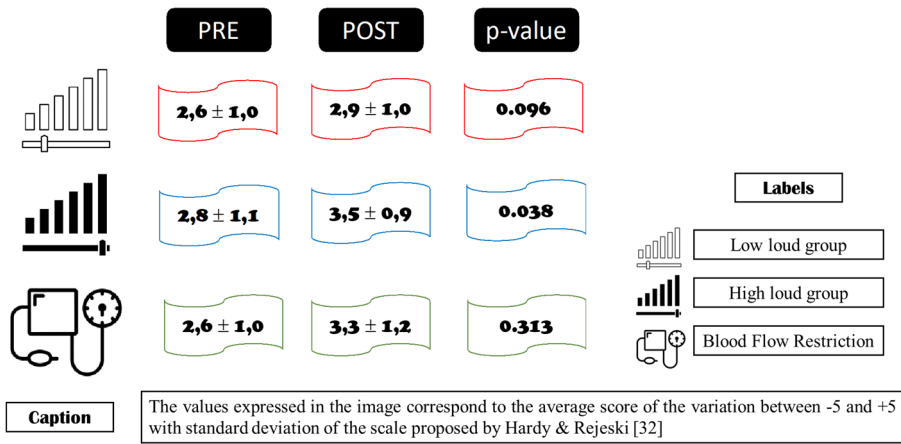 PRE POST p-value
2,6 ± 1,0 2,9 ± 1,0 0.096
2,8 ± 1,1 3,5 ± 0,9 0.038
2,6 ± 1,0 3,3 ± 1,2 0.313
Labels
Low loud group
High loud group
Blood Flow Restriction
Caption
The values expressed in the image correspond to the average score of the variation between -5 and +5
with standard deviation of the scale proposed by Hardy & Rejeski [32]